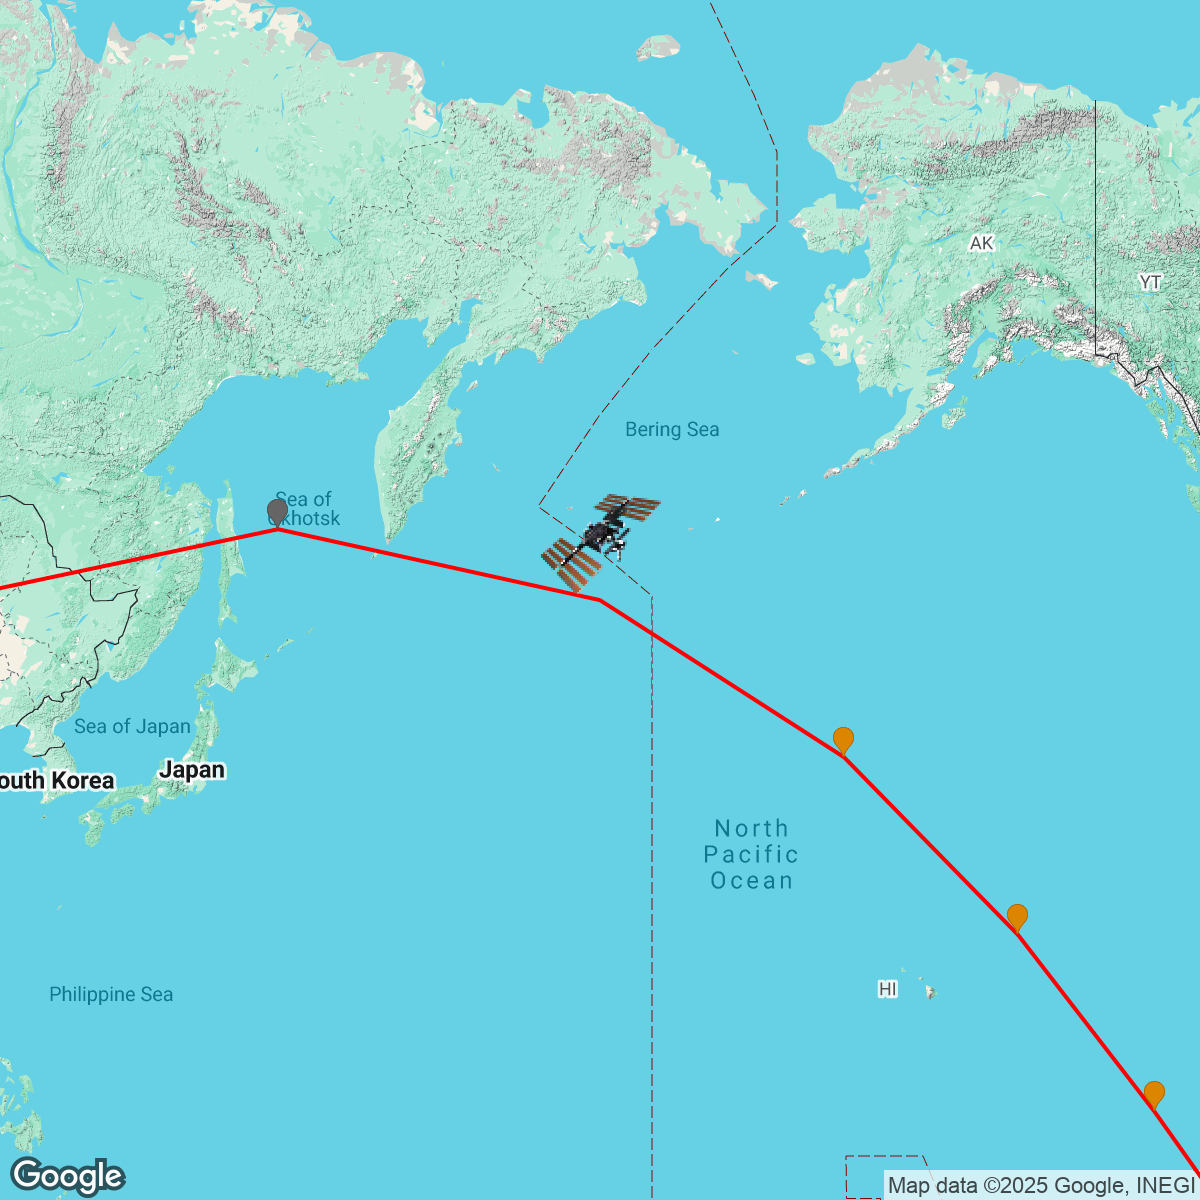 AK
YT
Bering Sea
Sea of
Okhotsk
Sea of Japan
Japan
outh Korea
North
Pacific
Ocean
HI
Philippine Sea
Google
Map data ©2025 Google, INEGI